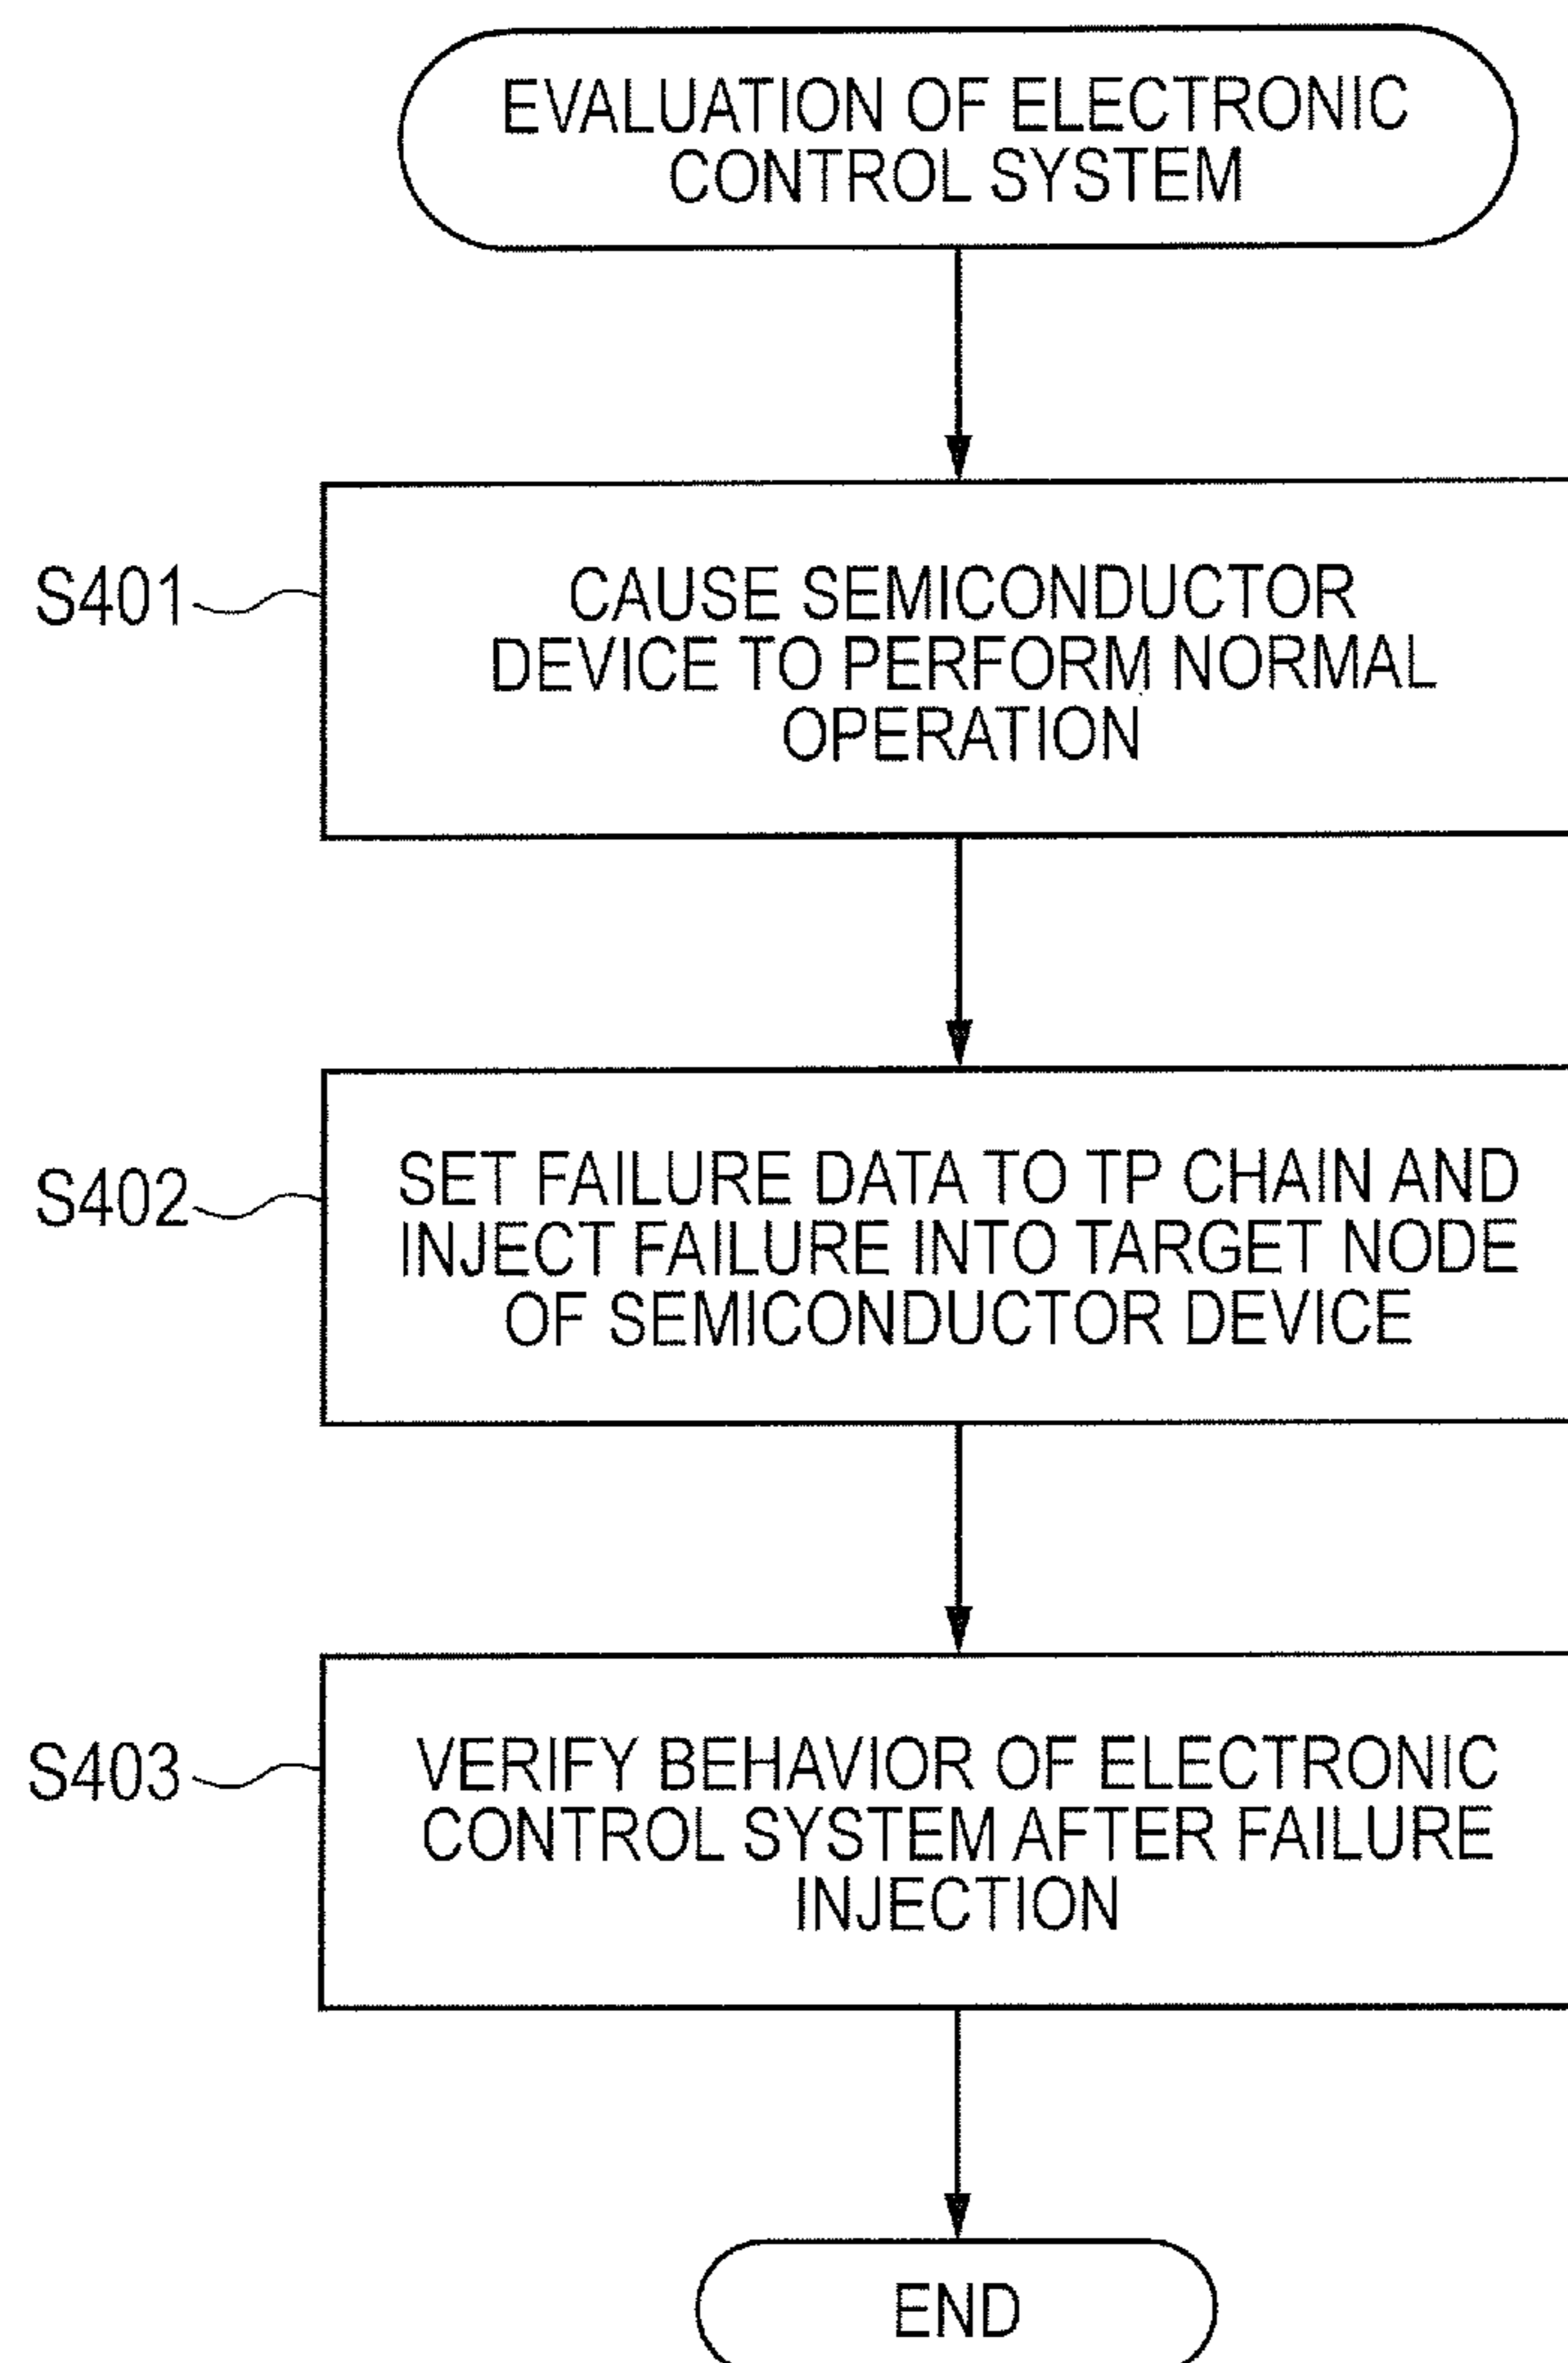 EVALUATION OF ELECTRONIC
CONTROL SYSTEM
S401
CAUSE SEMICONDUCTOR
DEVICE TO PERFORM NORMAL
OPERATION
S402
SET FAILURE DATA TO TP CHAIN AND
INJECT FAILURE INTO TARGET NODE
OF SEMICONDUCTOR DEVICE
S403
VERIFY BEHAVIOR OF ELECTRONIC
CONTROL SYSTEM AFTER FAILURE
INJECTION
END